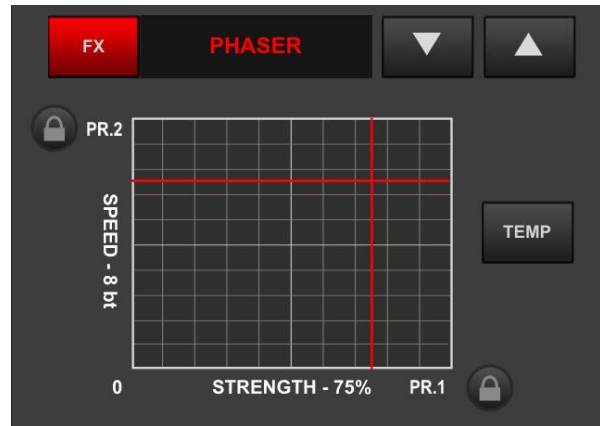 FX
PHASER
PR.2
SPEED - 8 bt
TEMP
0
STRENGTH - 75%
PR.1